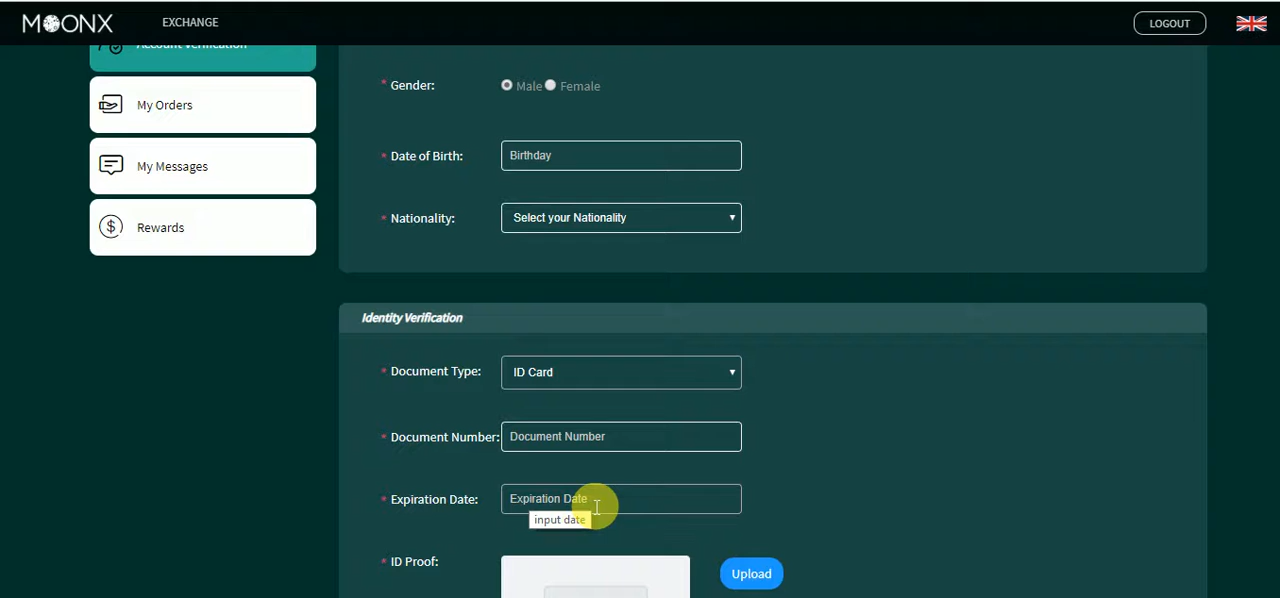 MOONX EXCHANGE LOGOUT
Account Verification
My Orders
My Messages
Rewards
* Gender: Male Female
* Date of Birth: Birthday
* Nationality: Select your Nationality
Identity Verification
* Document Type: ID Card
* Document Number: Document Number
* Expiration Date: Expiration Date
input date
* ID Proof: Upload